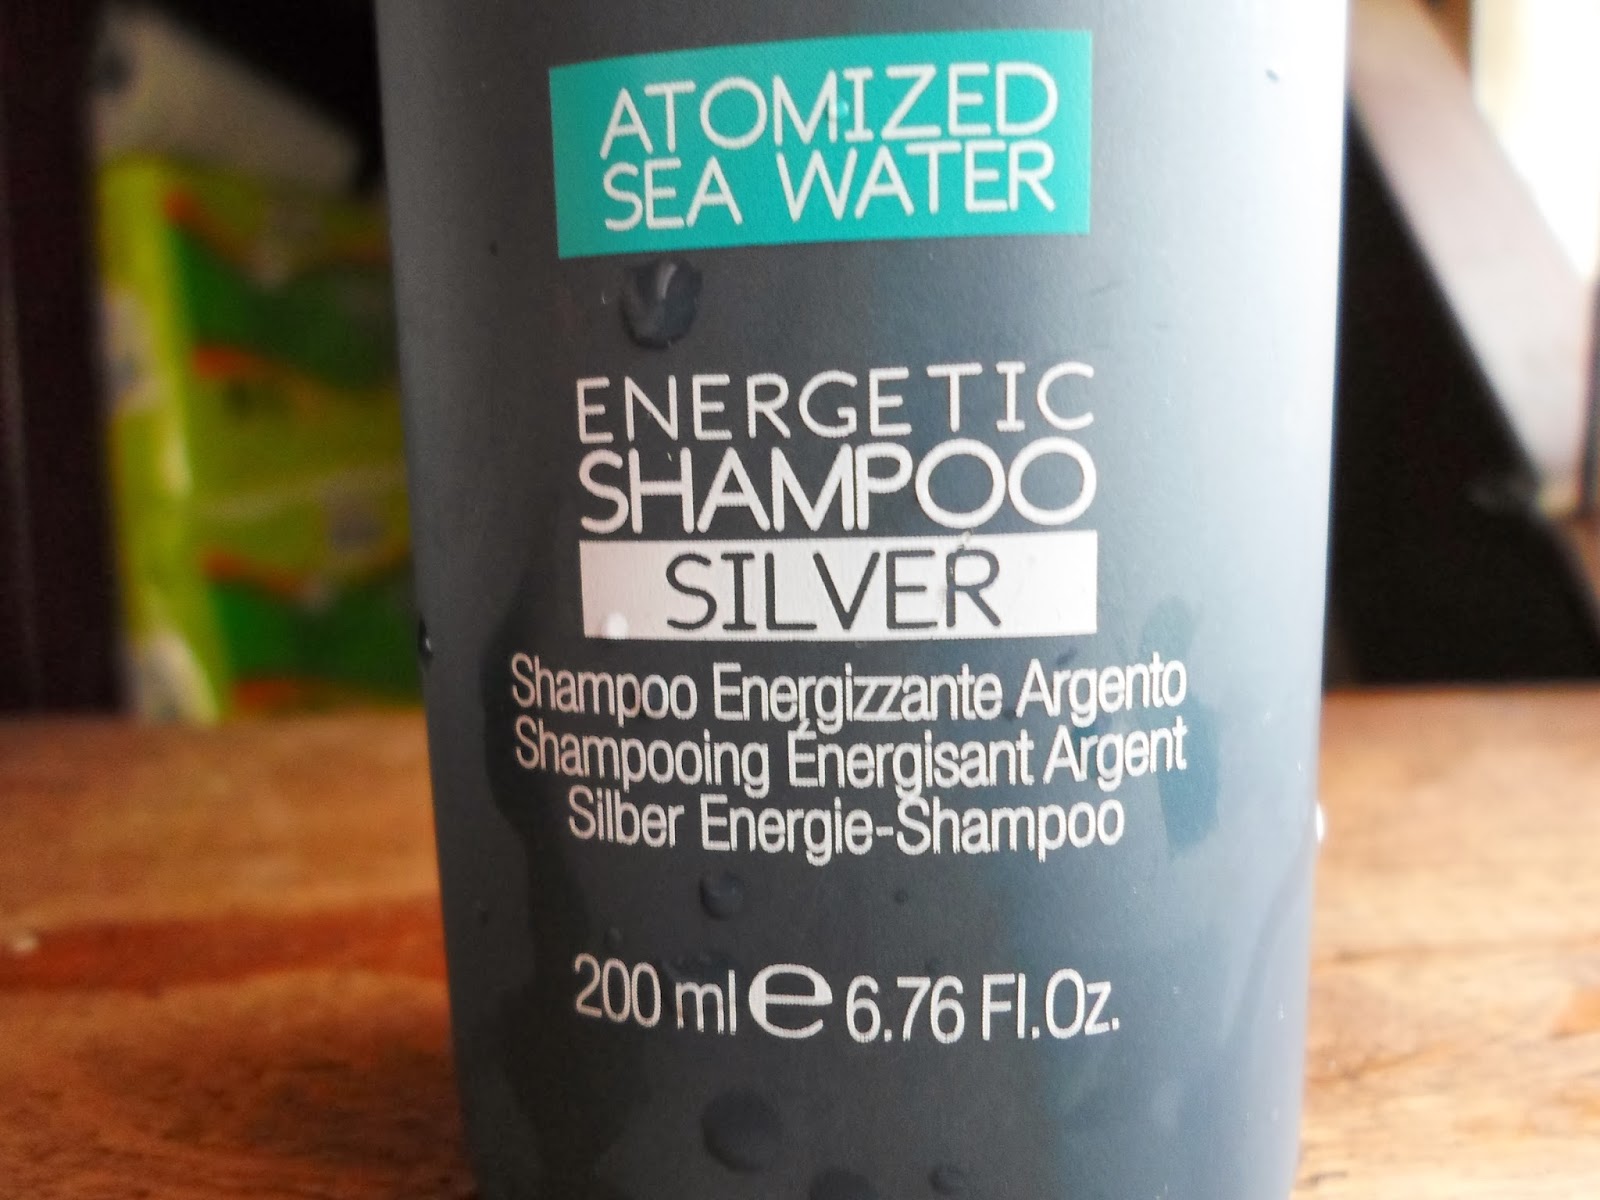 ATOMIZED
SEA WATER
ENERGETIC
SHAMPOO
SILVER
Shampoo Energizzante Argento
Shampooing Énergisant Argent
Silber Energie-Shampoo
200 ml e 6.76 Fl.Oz.